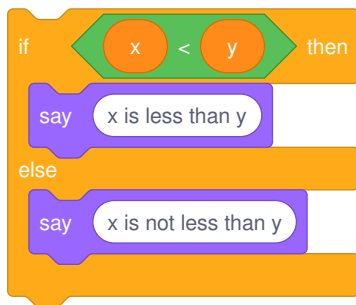 if x < y then
say x is less than y
else
say x is not less than y